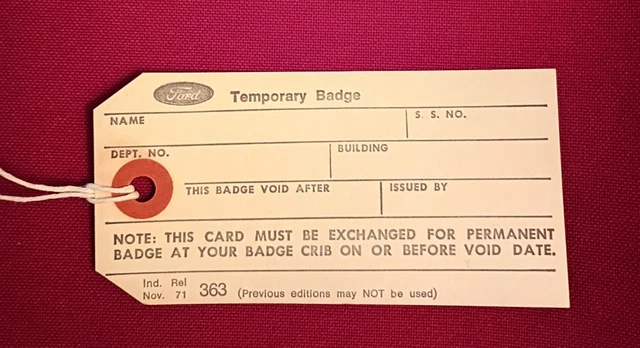 Ford Temporary Badge
NAME S. S. NO.
DEPT. NO. BUILDING
THIS BADGE VOID AFTER ISSUED BY
NOTE: THIS CARD MUST BE EXCHANGED FOR PERMANENT
BADGE AT YOUR BADGE CRIB ON OR BEFORE VOID DATE.
Ind. Rel
Nov. 71 363 (Previous editions may NOT be used)